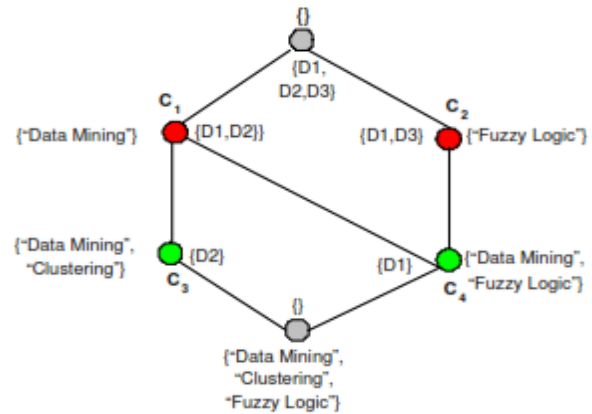 {}
{D1,
D2,D3}
C1
C2
{"Data Mining"}
{D1,D2}}
{D1,D3}
{"Fuzzy Logic"}
{"Data Mining",
"Clustering"}
{D2}
C3
{D1}
{"Data Mining",
"Fuzzy Logic"}
C4
{}
{"Data Mining",
"Clustering",
"Fuzzy Logic"}